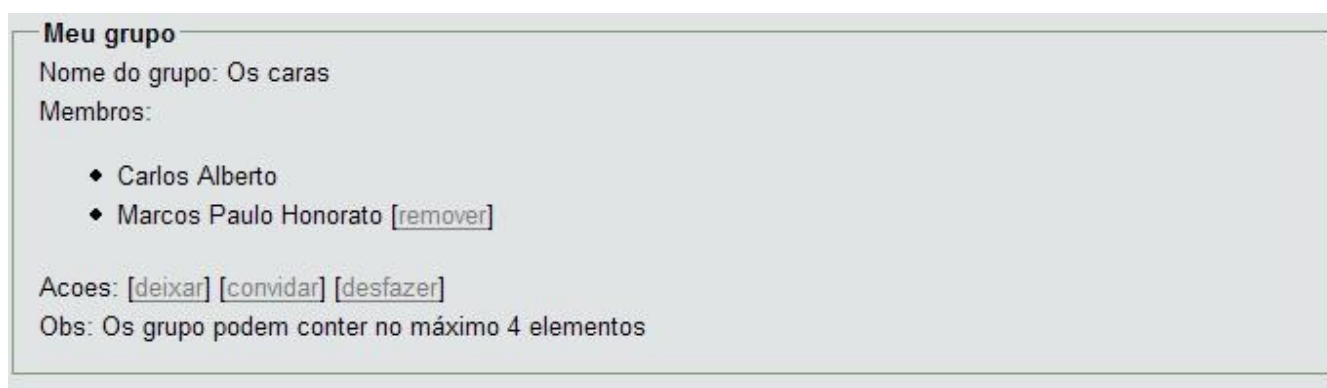 Meu grupo
Nome do grupo: Os caras
Membros:
Carlos Alberto
Marcos Paulo Honorato [remover]
Acoes: [deixar] [convidar] [desfazer]
Obs: Os grupo podem conter no máximo 4 elementos